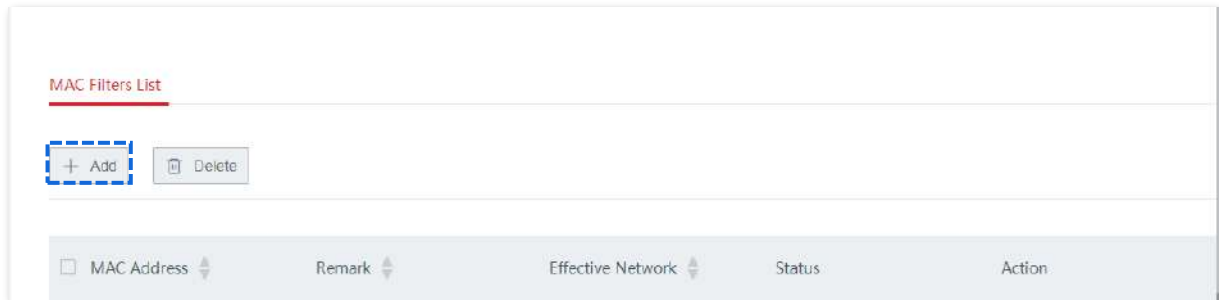 MAC Filters List
+ Add Delete
MAC Address Remark Effective Network Status Action